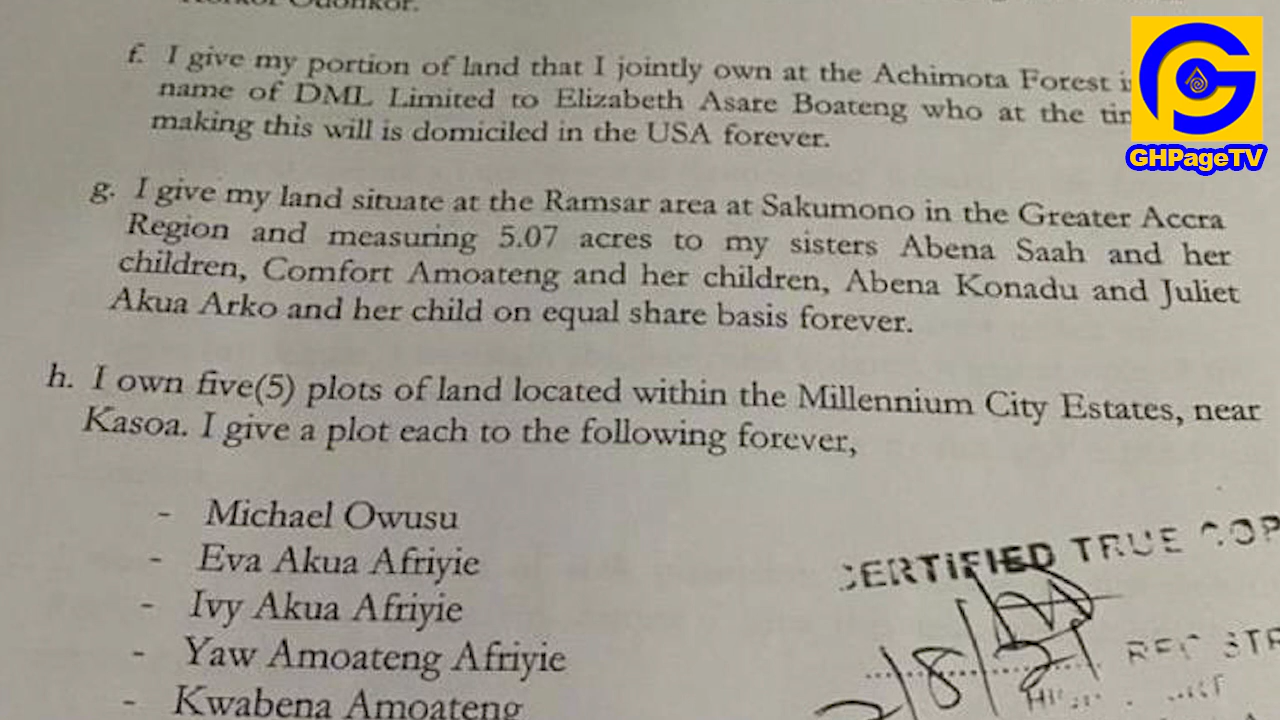 Korkor Odonkor.
f. I give my portion of land that I jointly own at the Achimota Forest
name of DML Limited to Elizabeth Asare Boateng who at the
making this will is domiciled in the USA forever.
g. I give my land situate at the Ramsar area at Sakumono in the Greater Accra
Region and measuring 5.07 acres to my sisters Abena Saah and her
children, Comfort Amoateng and her children, Abena Konadu and Juliet
Akua Arko and her child on equal share basis forever.
h. I own five(5) plots of land located within the Millennium City Estates, near
Kasoa. I give a plot each to the following forever,
- Michael Owusu
- Eva Akua Afriyie
- Ivy Akua Afriyie
- Yaw Amoateng Afriyie
- Kwabena Amoateng
CERTIFIED TRUE COP
GHPageTV